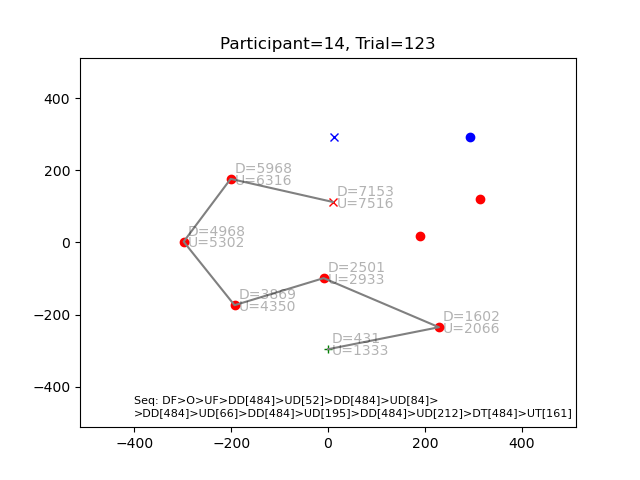 Participant=14, Trial=123
400
200
0
−200
−400
−400
−200
0
200
400
D=5968
U=6316
D=7153
U=7516
D=4968
U=5302
D=2501
U=2933
D=3869
U=4350
D=1602
U=2066
D=431
U=1333
Seq: DF>O>UF>DD[484]>UD[52]>DD[484]>UD[84]>
>DD[484]>UD[66]>DD[484]>UD[195]>DD[484]>UD[212]>DT[484]>UT[161]